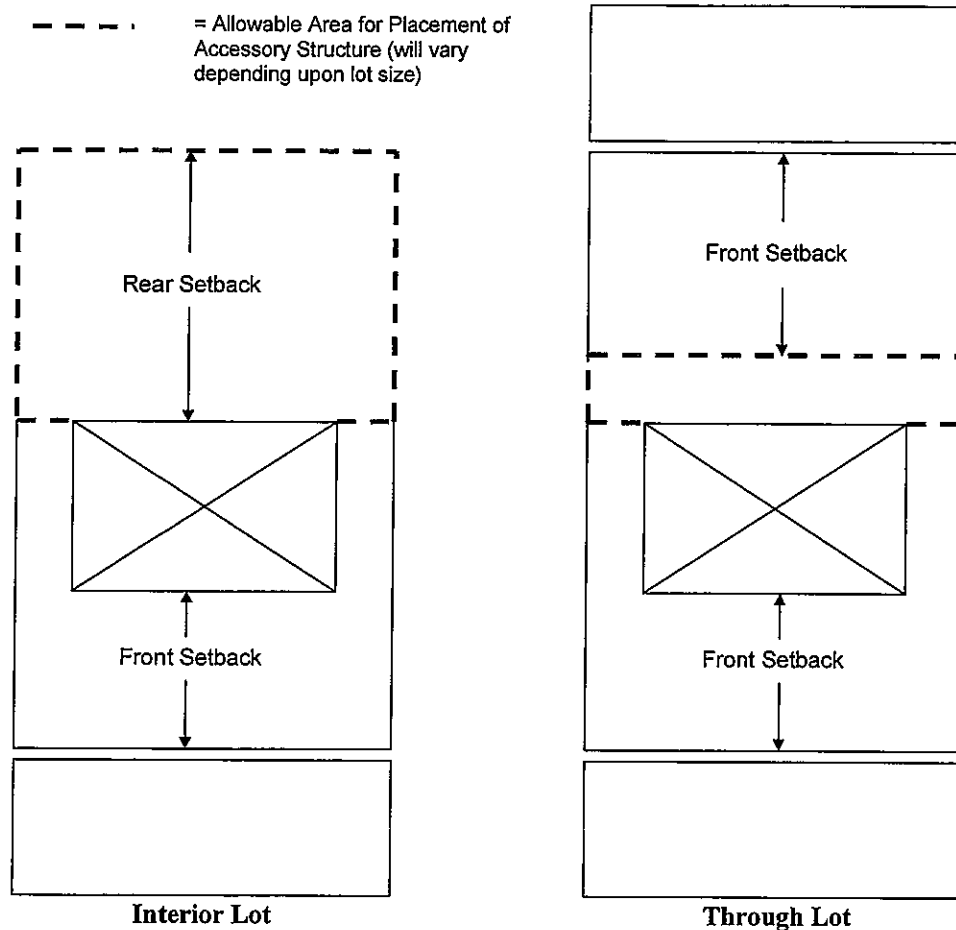 = Allowable Area for Placement of
Accessory Structure (will vary
depending upon lot size)
Rear Setback
Front Setback
Interior Lot
Front Setback
Front Setback
Through Lot